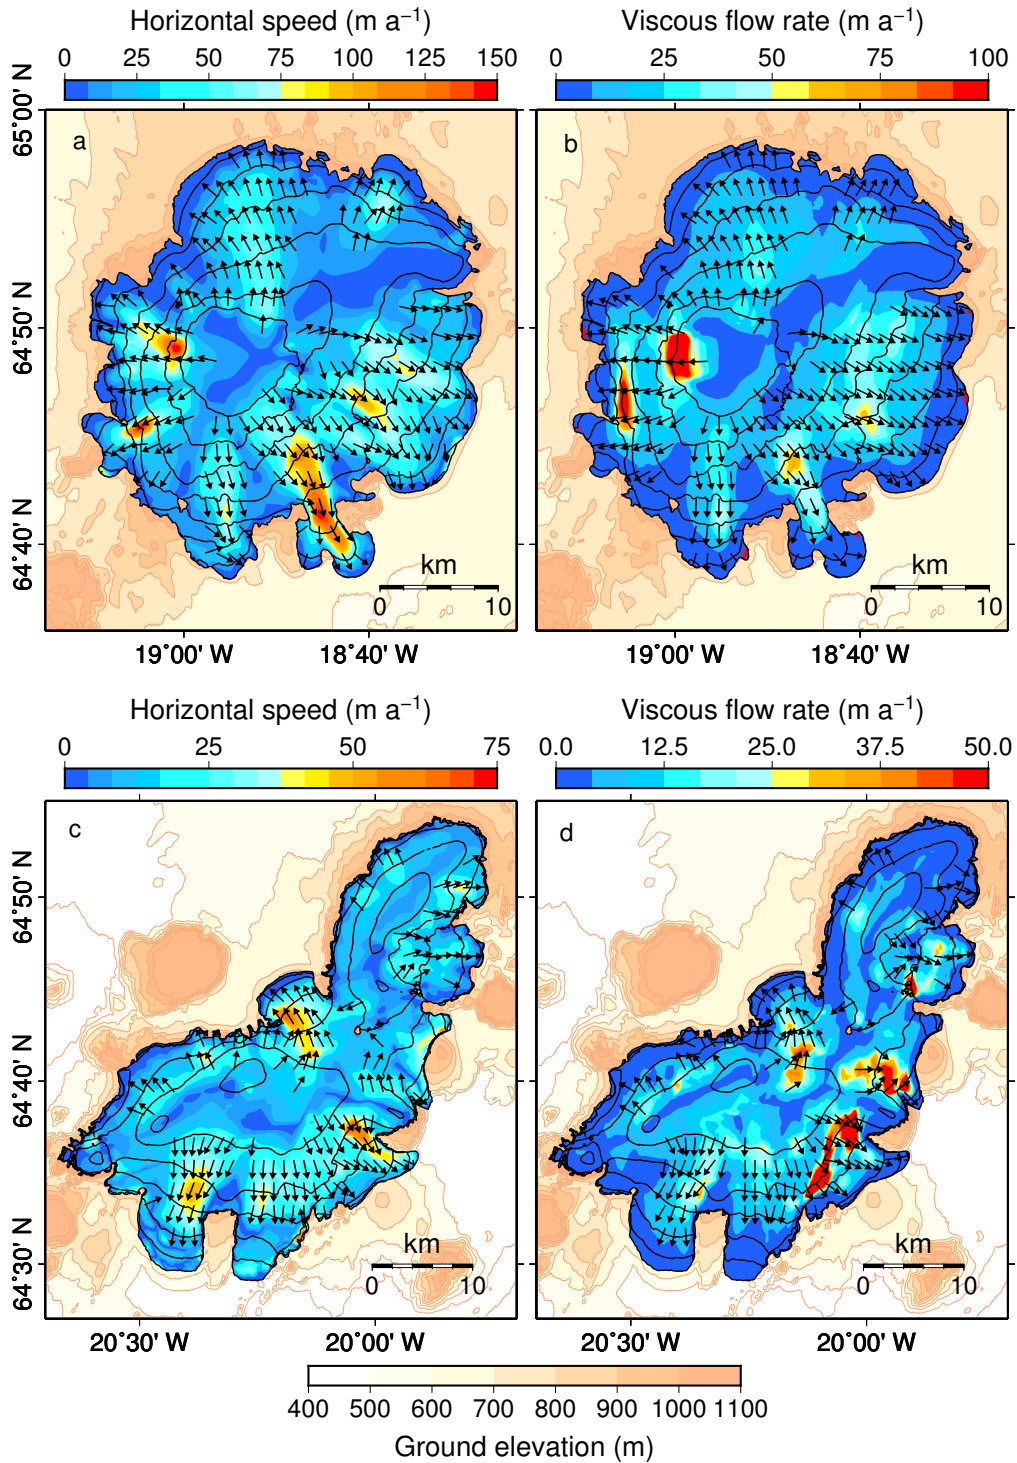 Horizontal speed (m a⁻¹) Viscous flow rate (m a⁻¹)
0 25 50 75 100 125 150 0 25 50 75 100
65°00' N
a b
64°50' N
64°40' N
km km
0 10 0 10
19°00' W 18°40' W 19°00' W 18°40' W
Horizontal speed (m a⁻¹) Viscous flow rate (m a⁻¹)
0 25 50 75 0.0 12.5 25.0 37.5 50.0
c d
64°50' N
64°40' N
64°30' N
km km
0 10 0 10
20°30' W 20°00' W 20°30' W 20°00' W
400 500 600 700 800 900 1000 1100
Ground elevation (m)